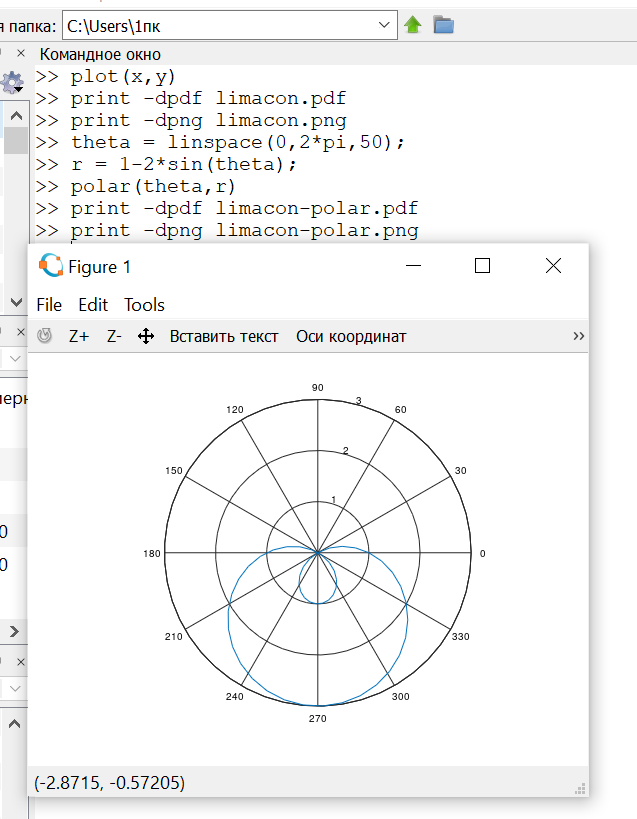 я папке: C:\Users\1пк
Командное окно
>> plot(x,y)
>> print -dpdf limacon.pdf
>> print -dpng limacon.png
>> theta = linspace(0,2*pi,50);
>> r = 1-2*sin(theta);
>> polar(theta,r)
>> print -dpdf limacon-polar.pdf
>> print -dpng limacon-polar.png
Figure 1
File Edit Tools
Z+ Z- Вставить текст Оси координат »
90
120 3 60
2
150 30
1
180 0
210 330
240 300
270
(-2.8715, -0.57205)
0
0